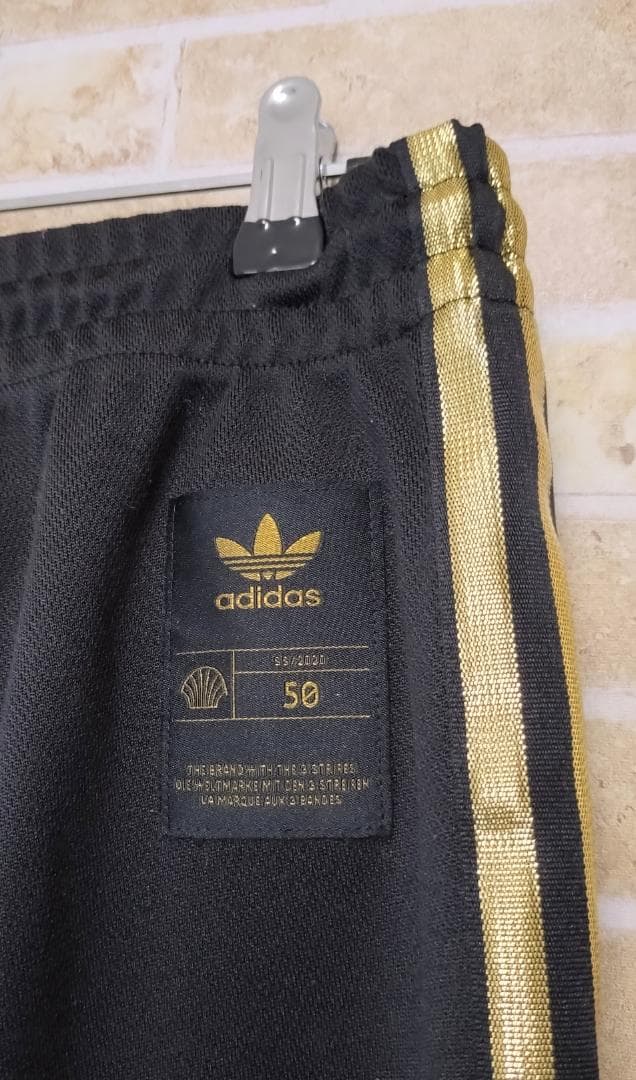 adidas
SS/2020
50
THE BRAND WITH THE 3 STRIPES
DIE WELTMARKE MIT DEN 3 STREIFEN
LA MARQUE AUX 3 BANDES